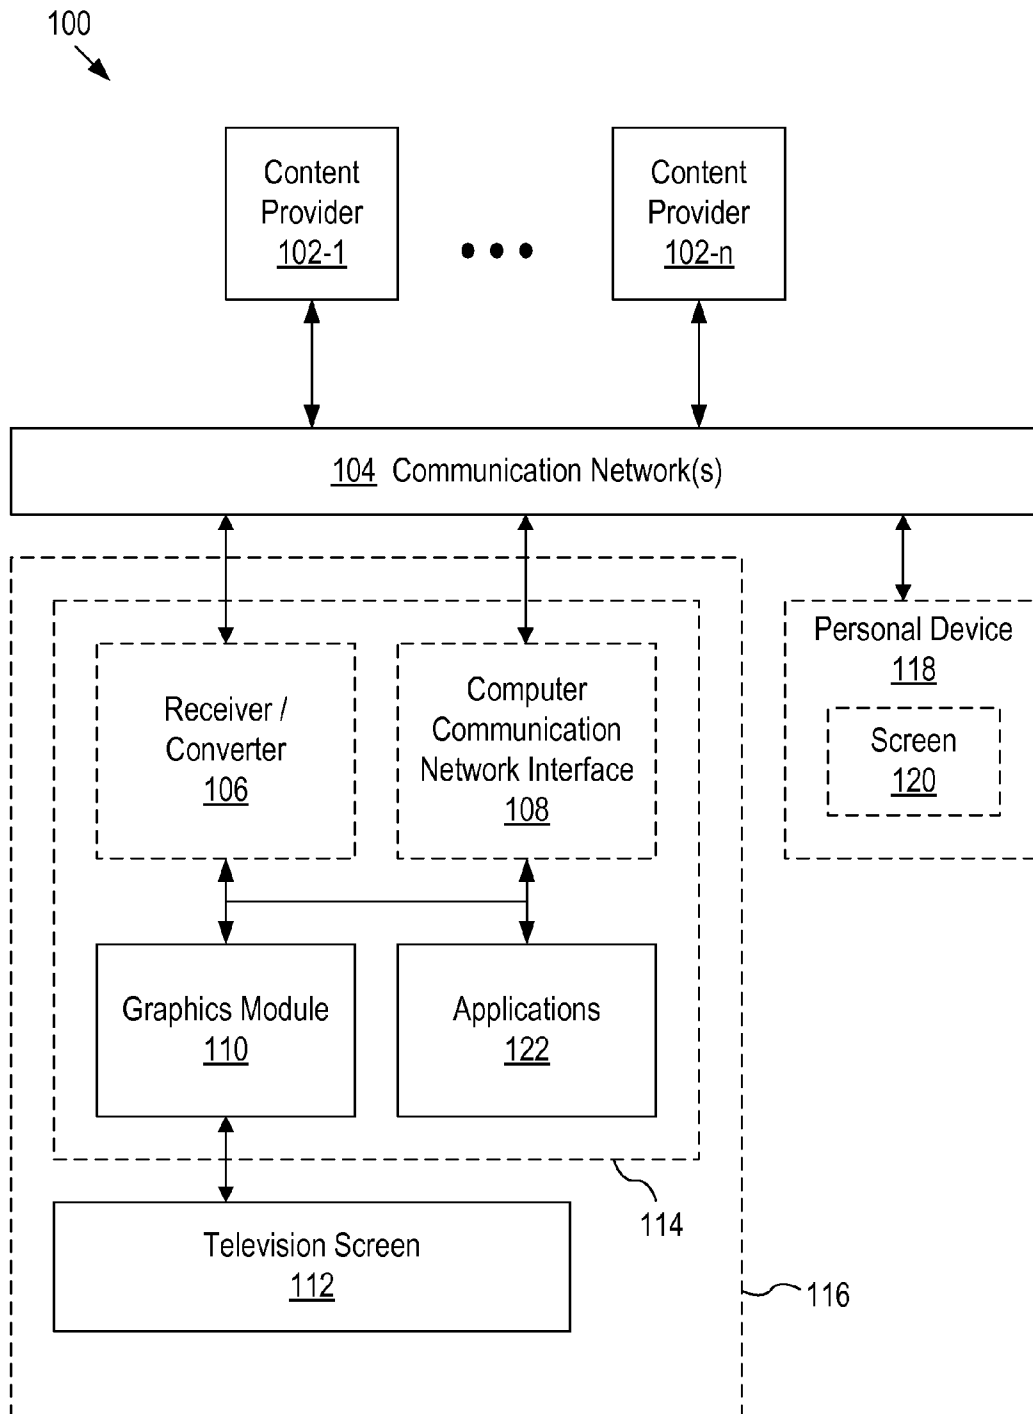 100
Content
Provider
102-1
Content
Provider
102-n
104 Communication Network(s)
Receiver /
Converter
106
Computer
Communication
Network Interface
108
Personal Device
118
Screen
120
Graphics Module
110
Applications
122
114
Television Screen
112
116